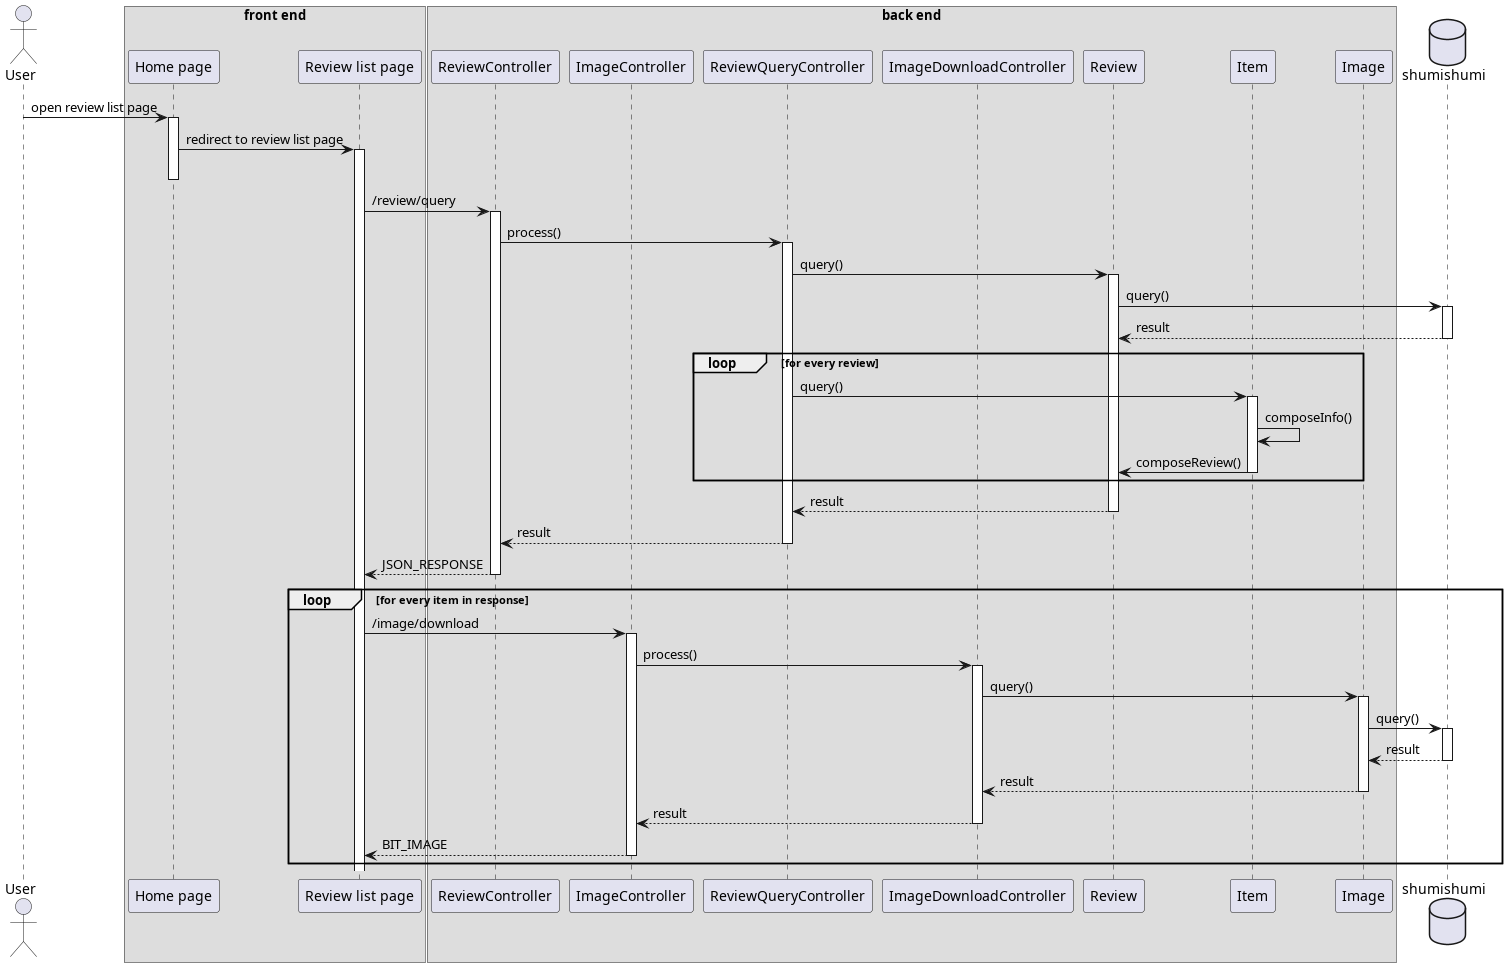 front end
back end
User
Home page
Review list page
ReviewController
ImageController
ReviewQueryController
ImageDownloadController
Review
Item
Image
shumishumi
open review list page
redirect to review list page
/review/query
process()
query()
query()
result
loop
[for every review]
query()
composeInfo()
composeReview()
result
result
JSON_RESPONSE
loop
[for every item in response]
/image/download
process()
query()
query()
result
result
result
BIT_IMAGE
User
Home page
Review list page
ReviewController
ImageController
ReviewQueryController
ImageDownloadController
Review
Item
Image
shumishumi